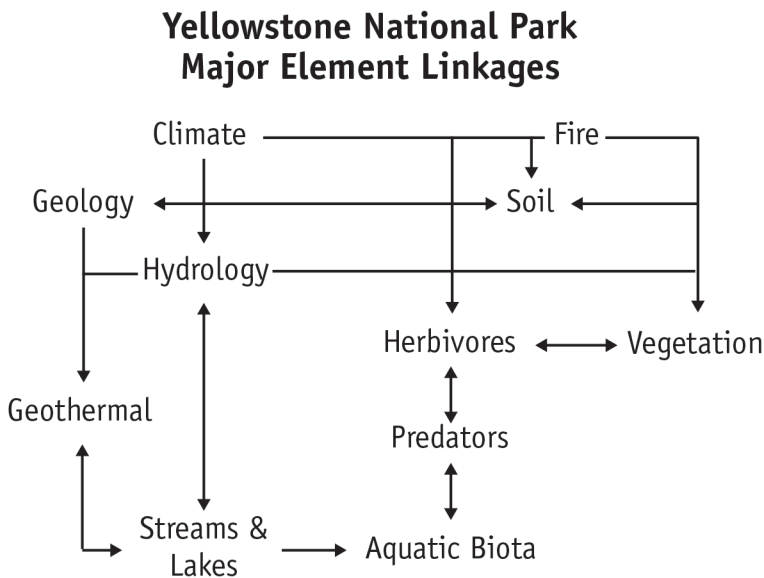 Yellowstone National Park
Major Element Linkages
Climate
Fire
Geology
Soil
Hydrology
Herbivores
Vegetation
Geothermal
Predators
Streams &
Lakes
Aquatic Biota